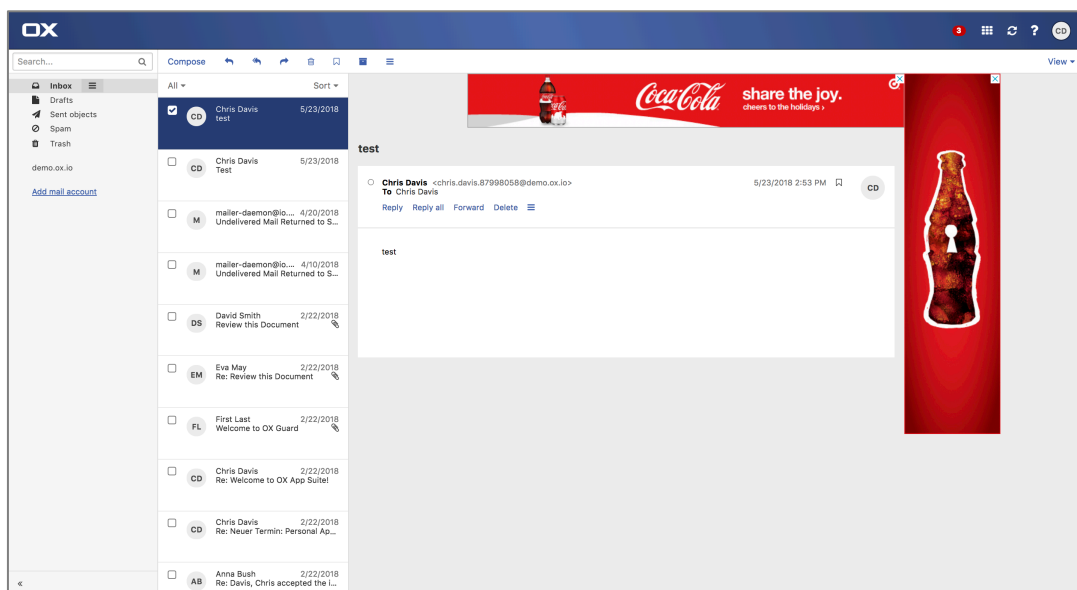 OX
3
?
CD
Search...
Compose
View
Inbox
Drafts
Sent objects
Spam
Trash
demo.ox.io
Add mail account
«
All
Sort
CD
Chris Davis 5/23/2018
test
CD
Chris Davis 5/23/2018
Test
M
mailer-daemon@io.... 4/20/2018
Undelivered Mail Returned to S...
M
mailer-daemon@io.... 4/10/2018
Undelivered Mail Returned to S...
DS
David Smith 2/22/2018
Review this Document
EM
Eva May 2/22/2018
Re: Review this Document
FL
First Last 2/22/2018
Welcome to OX Guard
CD
Chris Davis 2/22/2018
Re: Welcome to OX App Suite!
CD
Chris Davis 2/22/2018
Re: Neuer Termin: Personal Ap...
AB
Anna Bush 2/22/2018
Re: Davis, Chris accepted the i...
Coca-Cola
share the joy.
cheers to the holidays ›
test
Chris Davis <chris.davis.87998058@demo.ox.io> 5/23/2018 2:53 PM
CD
To Chris Davis
Reply Reply all Forward Delete
test